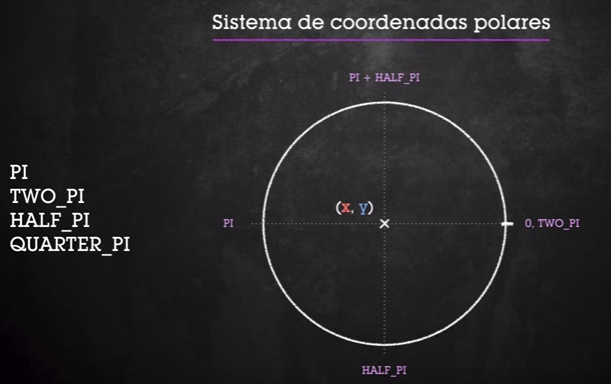 Sistema de coordenadas polares
PI + HALF_PI
PI
TWO_PI
HALF_PI
QUARTER_PI
(x, y)
PI
0, TWO_PI
HALF_PI